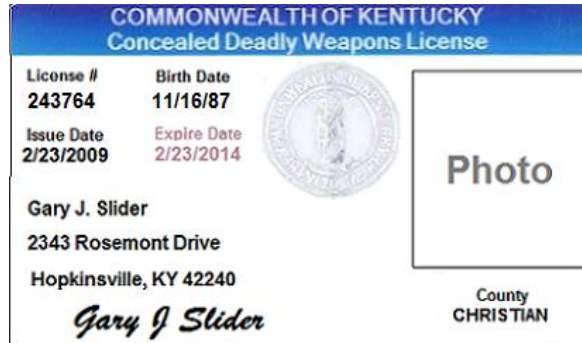 COMMONWEALTH OF KENTUCKY
Concealed Deadly Weapons License
License # Birth Date
243764 11/16/87
Issue Date Expire Date
2/23/2009 2/23/2014
Photo
Gary J. Slider
2343 Rosemont Drive
Hopkinsville, KY 42240
Gary J Slider
County
CHRISTIAN